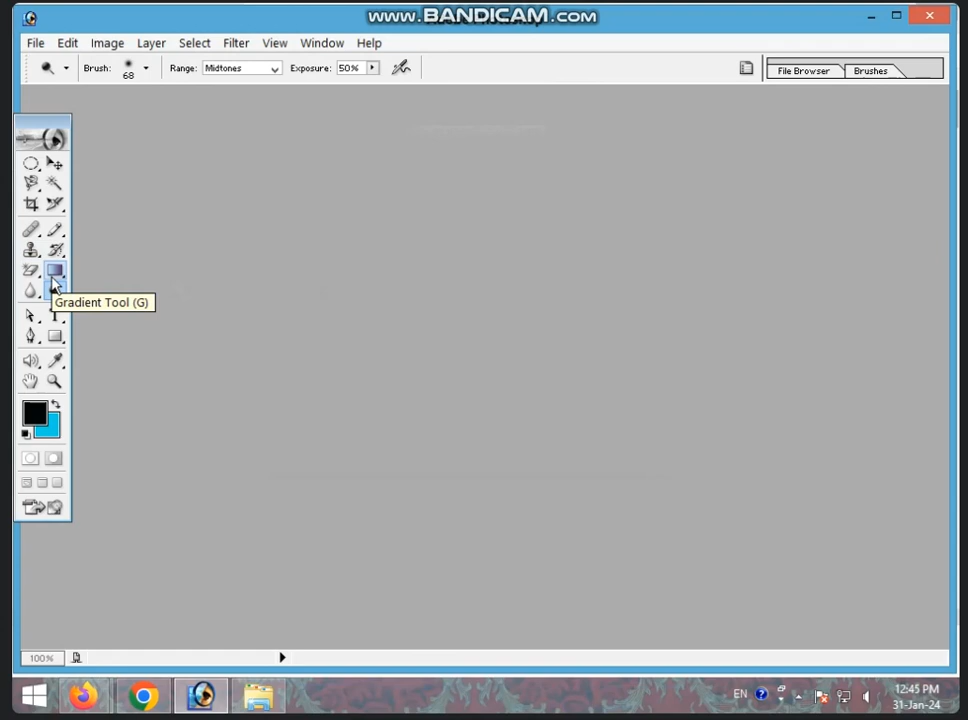 WWW.BANDICAM.COM
File Edit Image Layer Select Filter View Window Help
Brush: 68 Range: Midtones Exposure: 50% File Browser Brushes
Gradient Tool (G)
T
100%
EN 12:45 PM
31-Jan-24